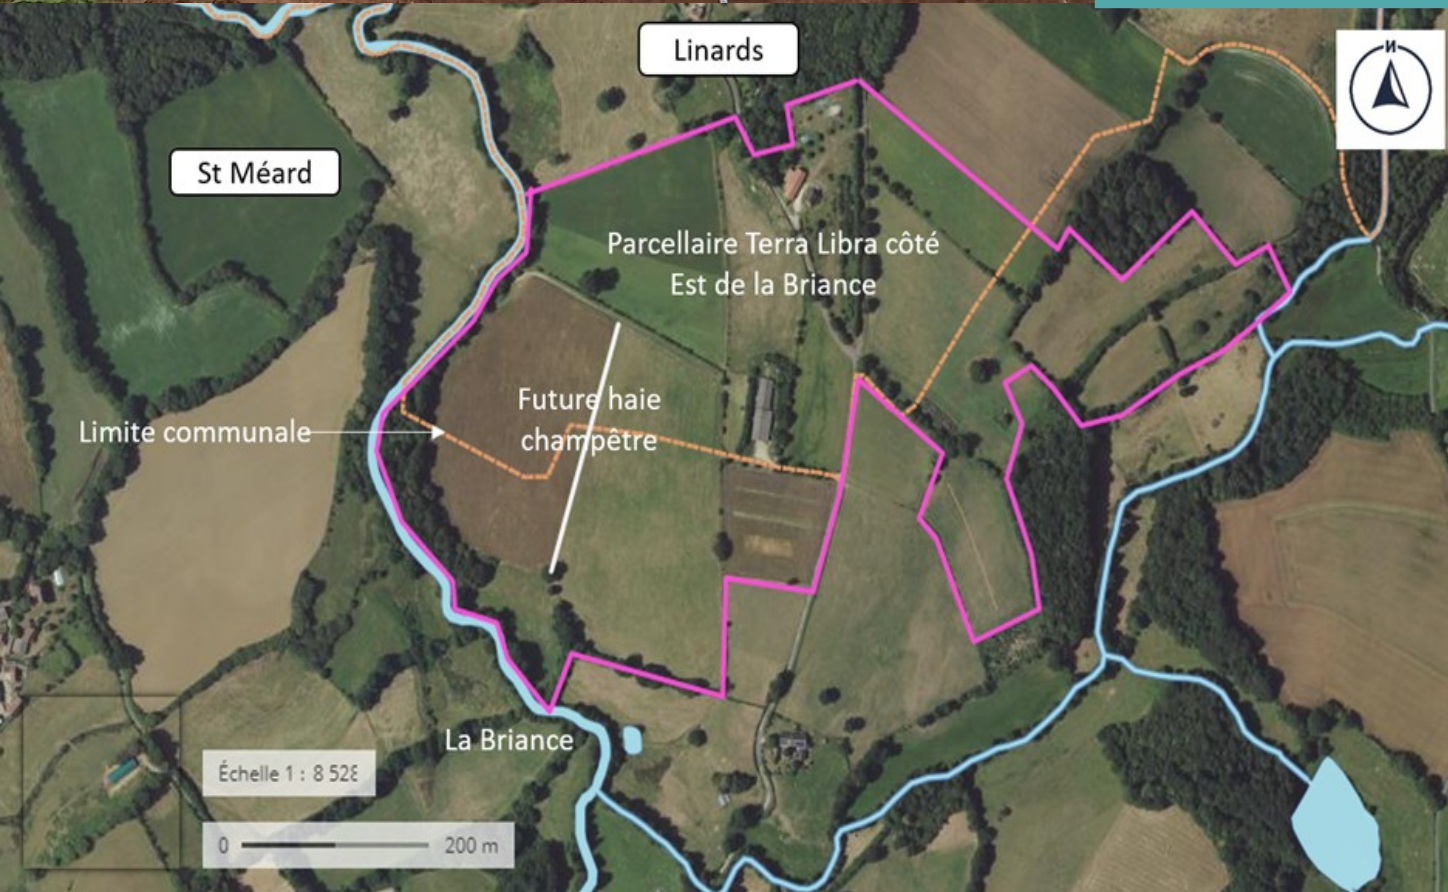 Linards
И
St Méard
Parcellaire Terra Libra côté
Est de la Briance
Future haie
champêtre
Limite communale
La Briance
Échelle 1 : 8 528
0 200 m